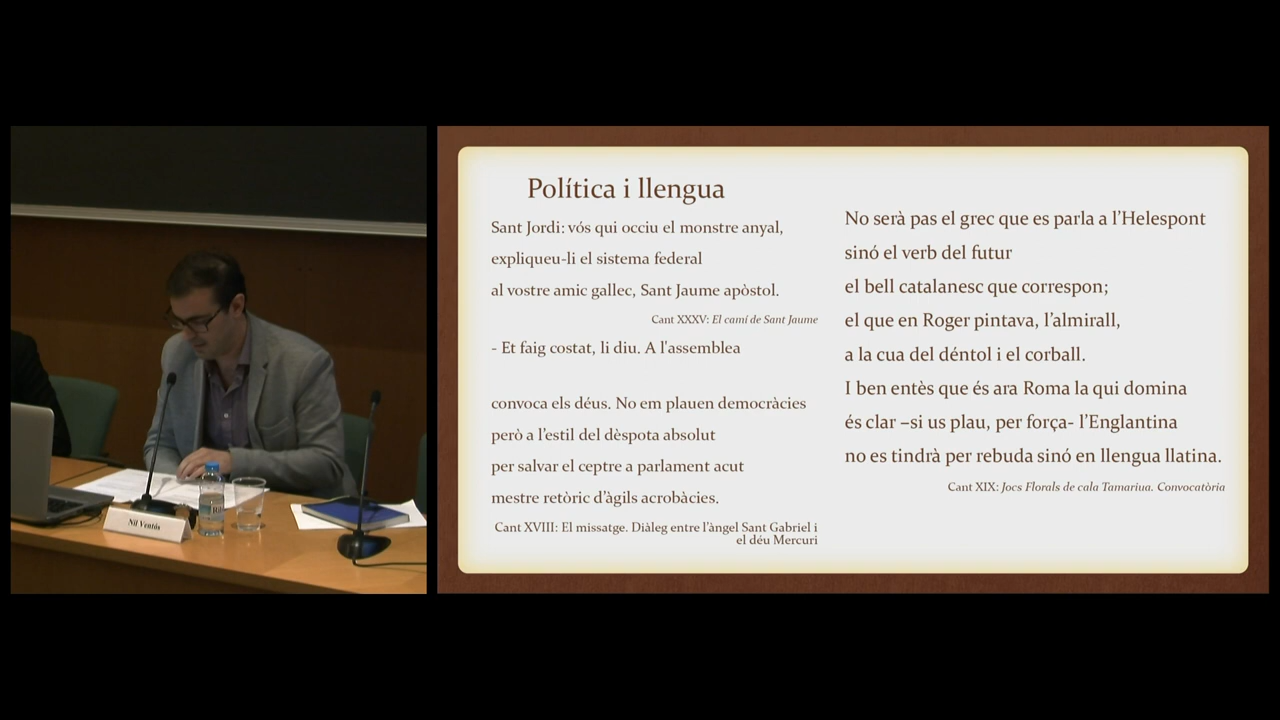 Política i llengua
Sant Jordi: vós qui occiu el monstre anyal,
expliqueu-li el sistema federal
al vostre amic gallec, Sant Jaume apòstol.
Cant XXXV: El camí de Sant Jaume
- Et faig costat, li diu. A l'assemblea
convoca els déus. No em plauen democràcies
però a l'estil del dèspota absolut
per salvar el ceptre a parlament acut
mestre retòric d'àgils acrobàcies.
Cant XVIII: El missatge. Diàleg entre l'àngel Sant Gabriel i
el déu Mercuri
No serà pas el grec que es parla a l'Helespont
sinó el verb del futur
el bell catalanesc que correspon;
el que en Roger pintava, l'almirall,
a la cua del déntol i el corball.
I ben entès que és ara Roma la qui domina
és clar –si us plau, per força- l'Englantina
no es tindrà per rebuda sinó en llengua llatina.
Cant XIX: Jocs Florals de cala Tamariua. Convocatòria
Nil Ventós